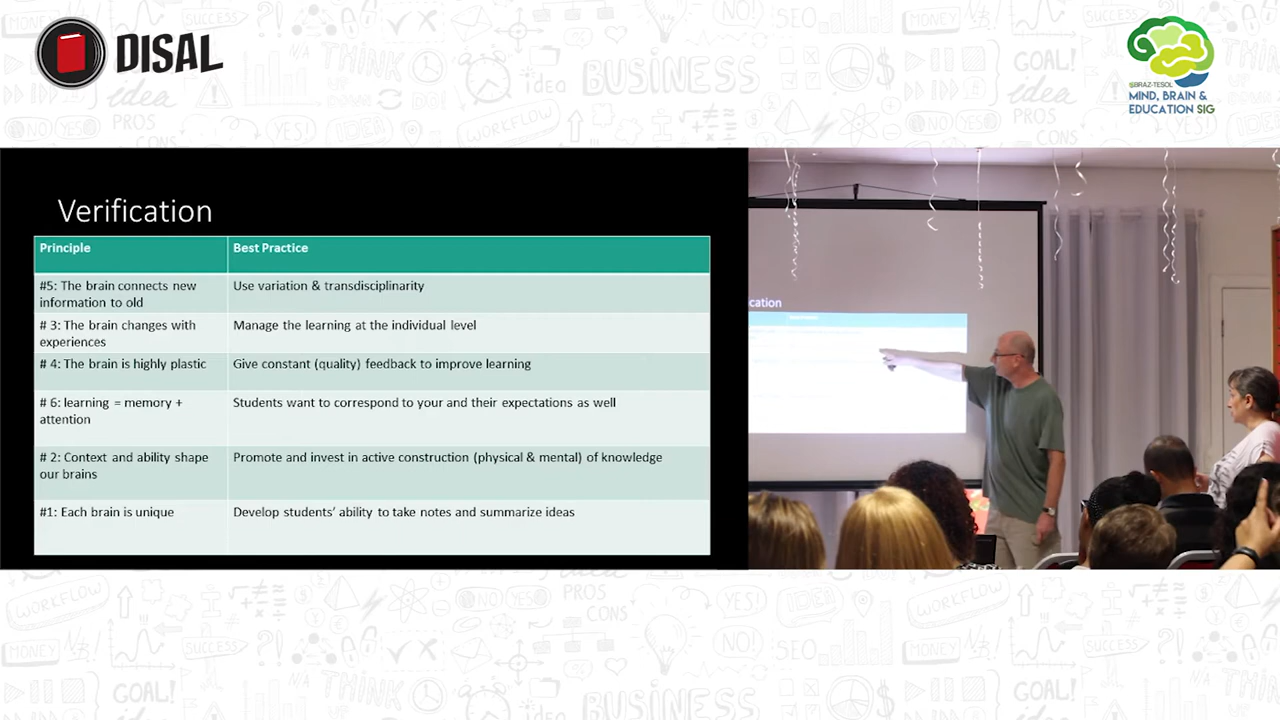 DISAL
@BRAZ-TESOL
MIND, BRAIN &
EDUCATION SIG
Verification
Principle
Best Practice
#5: The brain connects new
information to old
Use variation & transdisciplinarity
# 3: The brain changes with
experiences
Manage the learning at the individual level
# 4: The brain is highly plastic
Give constant (quality) feedback to improve learning
# 6: learning = memory +
attention
Students want to correspond to your and their expectations as well
# 2: Context and ability shape
our brains
Promote and invest in active construction (physical & mental) of knowledge
#1: Each brain is unique
Develop students' ability to take notes and summarize ideas
cation